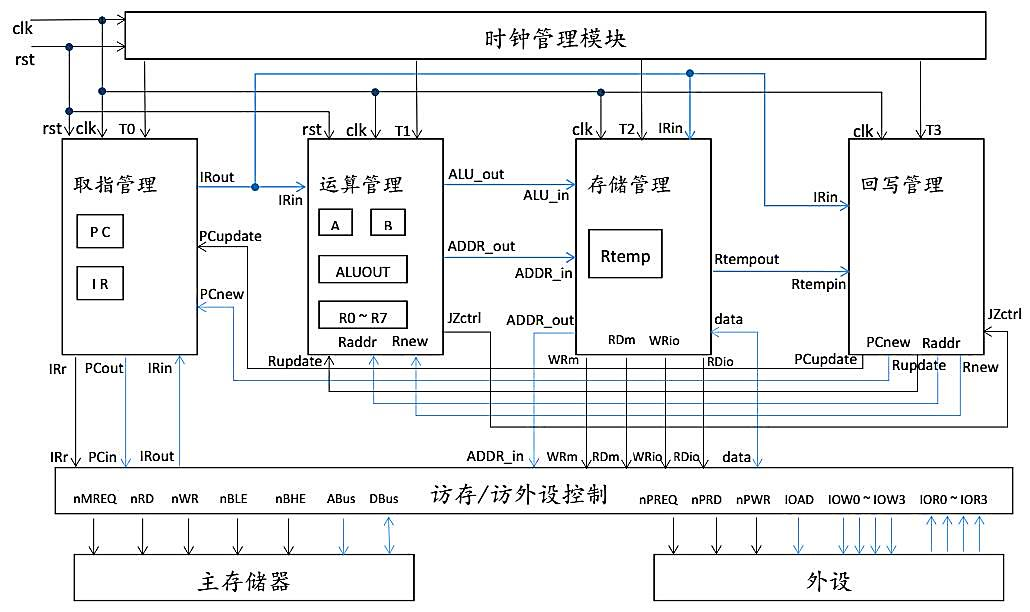 clk
时钟管理模块
rst
rst clk T0
rst clk T1
clk T2 IRin
clk T3
取指管理
IRout
IRin
运算管理
ALU_out
ALU_in
存储管理
IRin
回写管理
PC
PCupdate
A B
ADDR_out
ADDR_in
Rtemp
Rtempout
Rtempin
IR
PCnew
ALUOUT
R0～R7
Raddr Rnew
JZctrl
ADDR_out
RDm WRio
data
PCnew Raddr
JZctrl
IRr PCout IRin
Rupdate
WRm
RDio
PCupdate
Rupdate
Rnew
IRr PCin IRout
ADDR_in WRm RDm WRio RDio data
nMREQ nRD nWR nBLE nBHE ABus DBus
访存/访外设控制
nPREQ nPRD nPWR IOAD IOW0～IOW3 IOR0～IOR3
主存储器
外设